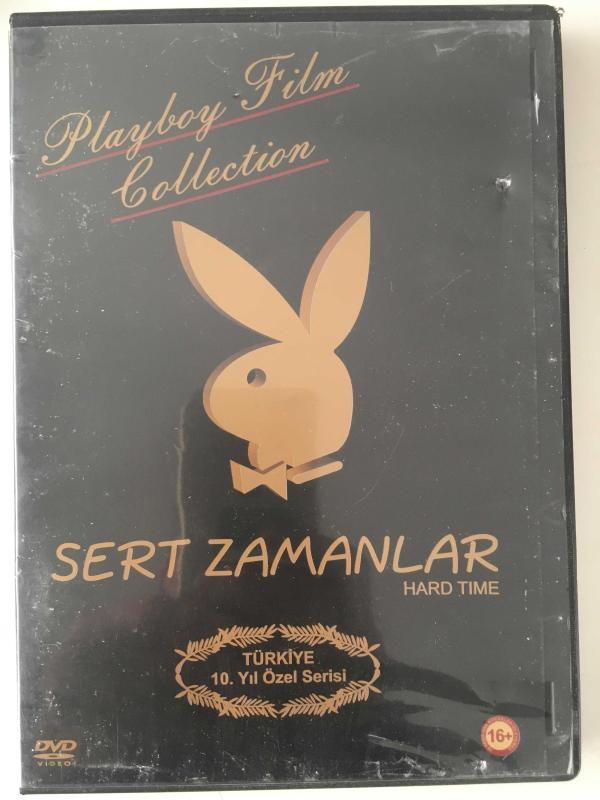 Playboy Film
Collection
SERT ZAMANLAR
HARD TIME
TÜRKİYE
10. Yıl Özel Serisi
DVD
VIDEO
16+